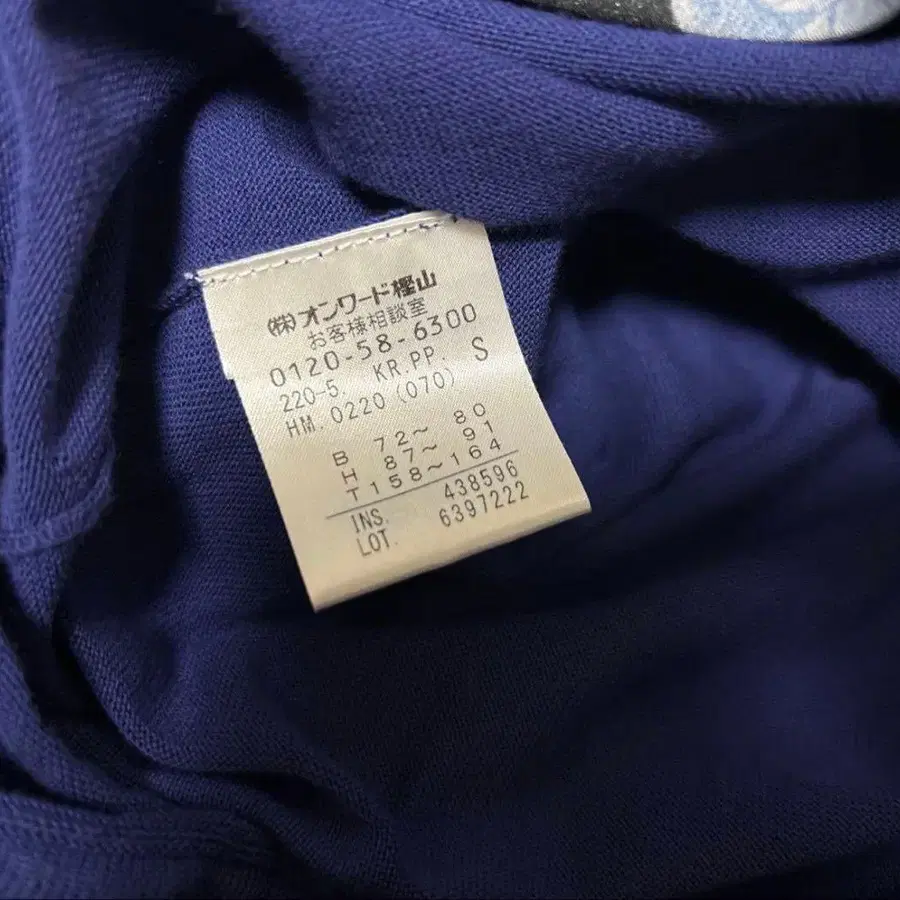 (株)オンワード樫山
お客様相談室
0120-58-6300
220-5 KR.PP. S
HM. 0220 (070)
B 72～ 80
H 87～ 91
T 158～164
INS. 438596
LOT. 6397222